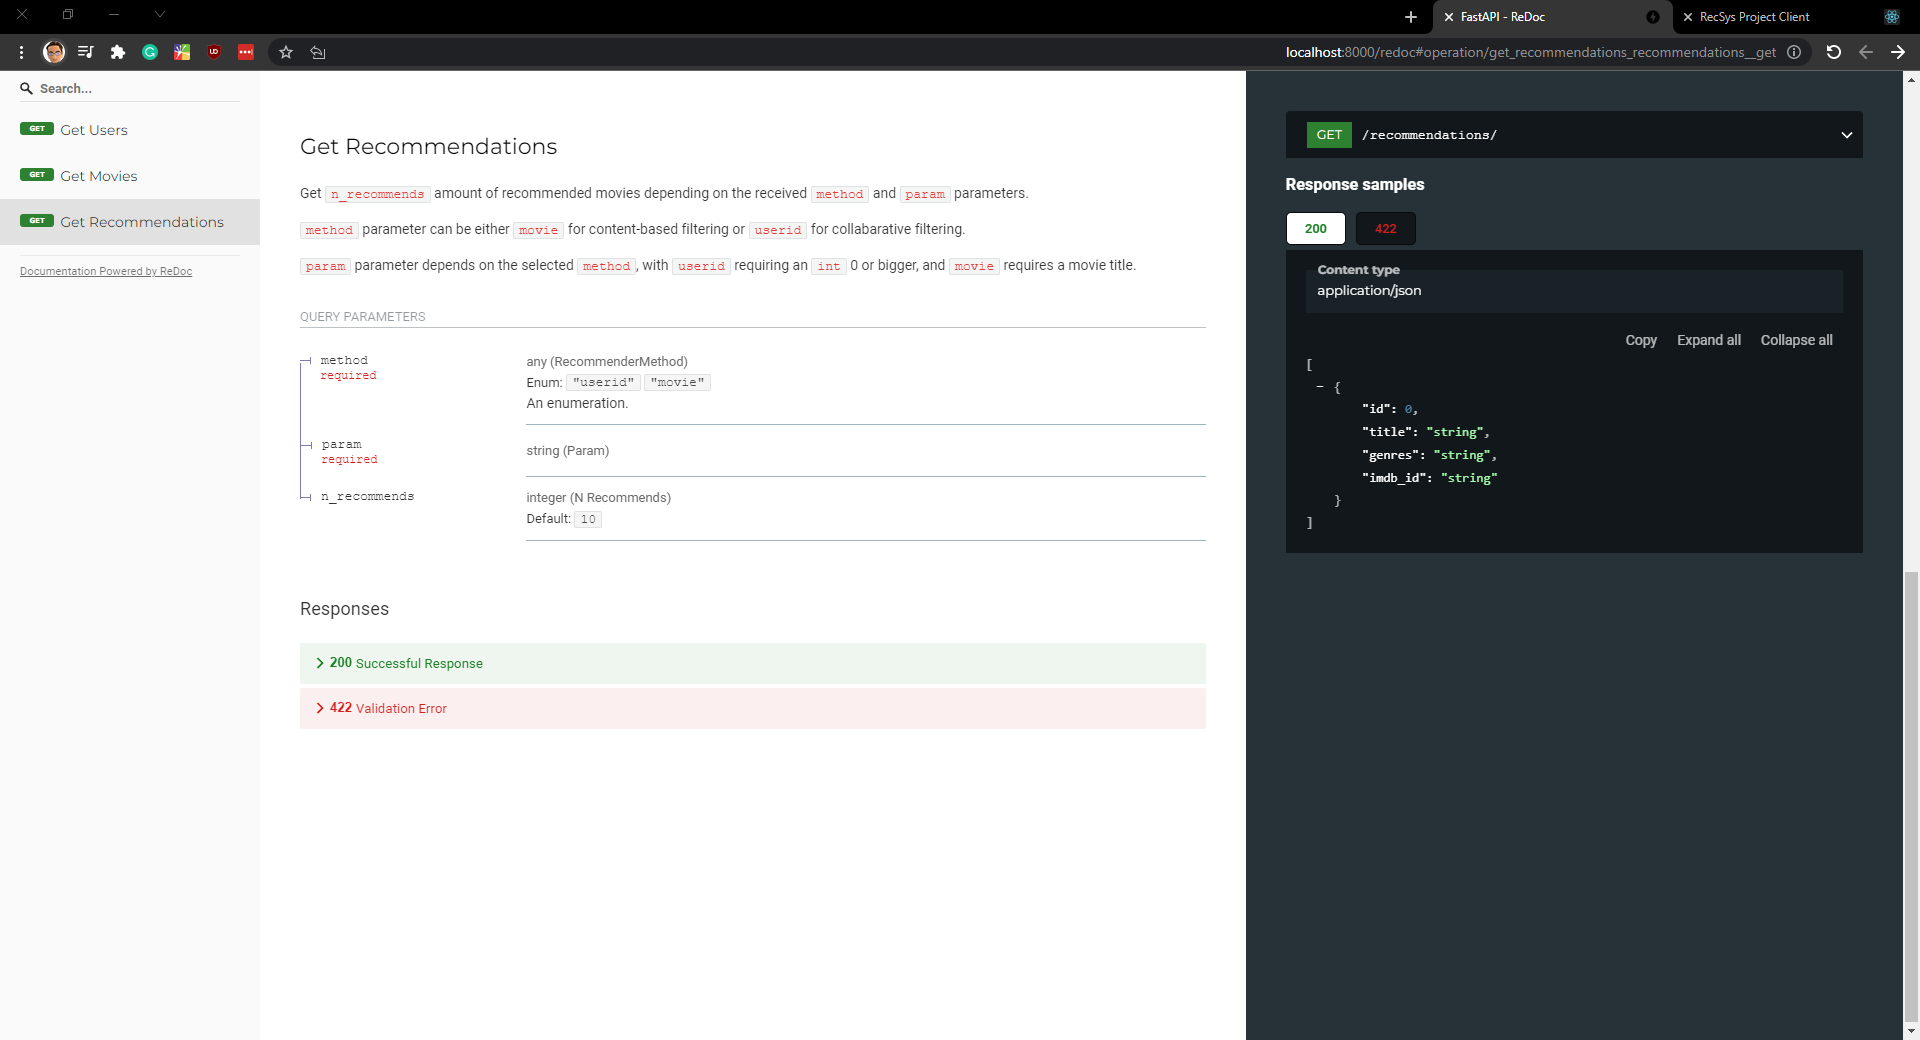 FastAPI - ReDoc
RecSys Project Client
localhost:8000/redoc#operation/get_recommendations_recommendations__get
Search...
GET Get Users
GET Get Movies
GET Get Recommendations
Documentation Powered by ReDoc
Get Recommendations
Get n_recommends amount of recommended movies depending on the received method and param parameters.
method parameter can be either movie for content-based filtering or userid for collabarative filtering.
param parameter depends on the selected method, with userid requiring an int 0 or bigger, and movie requires a movie title.
QUERY PARAMETERS
method
required
any (RecommenderMethod)
Enum: "userid" "movie"
An enumeration.
param
required
string (Param)
n_recommends
integer (N Recommends)
Default: 10
Responses
200 Successful Response
422 Validation Error
GET /recommendations/
Response samples
200 422
Content type
application/json
Copy Expand all Collapse all
[
- {
"id": 0,
"title": "string",
"genres": "string",
"imdb_id": "string"
}
]